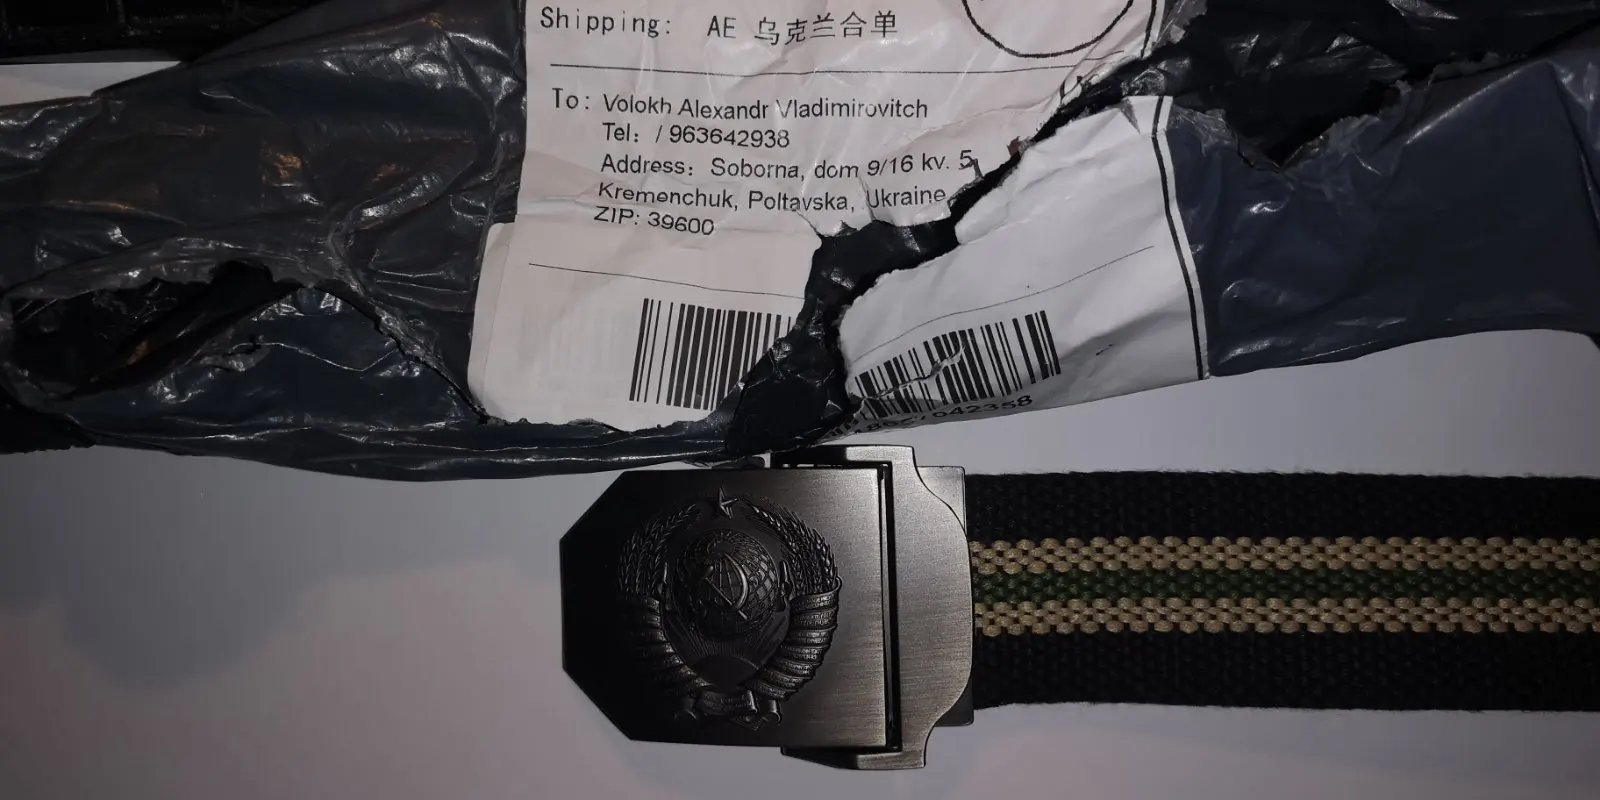 Shipping: AE 乌克兰合单
To: Volokh Alexandr Vladimirovitch
Tel: / 963642938
Address: Soborna, dom 9/16 kv. 5,
Kremenchuk, Poltavska, Ukraine,
ZIP: 39600